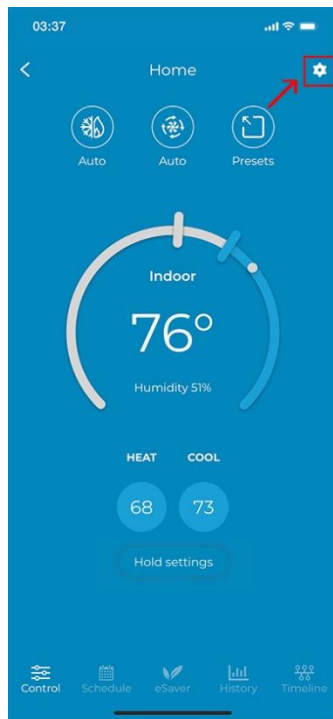 03:37
Home
Auto Auto Presets
Indoor
76°
Humidity 51%
HEAT COOL
68 73
Hold settings
Control Schedule eSaver History Timeline